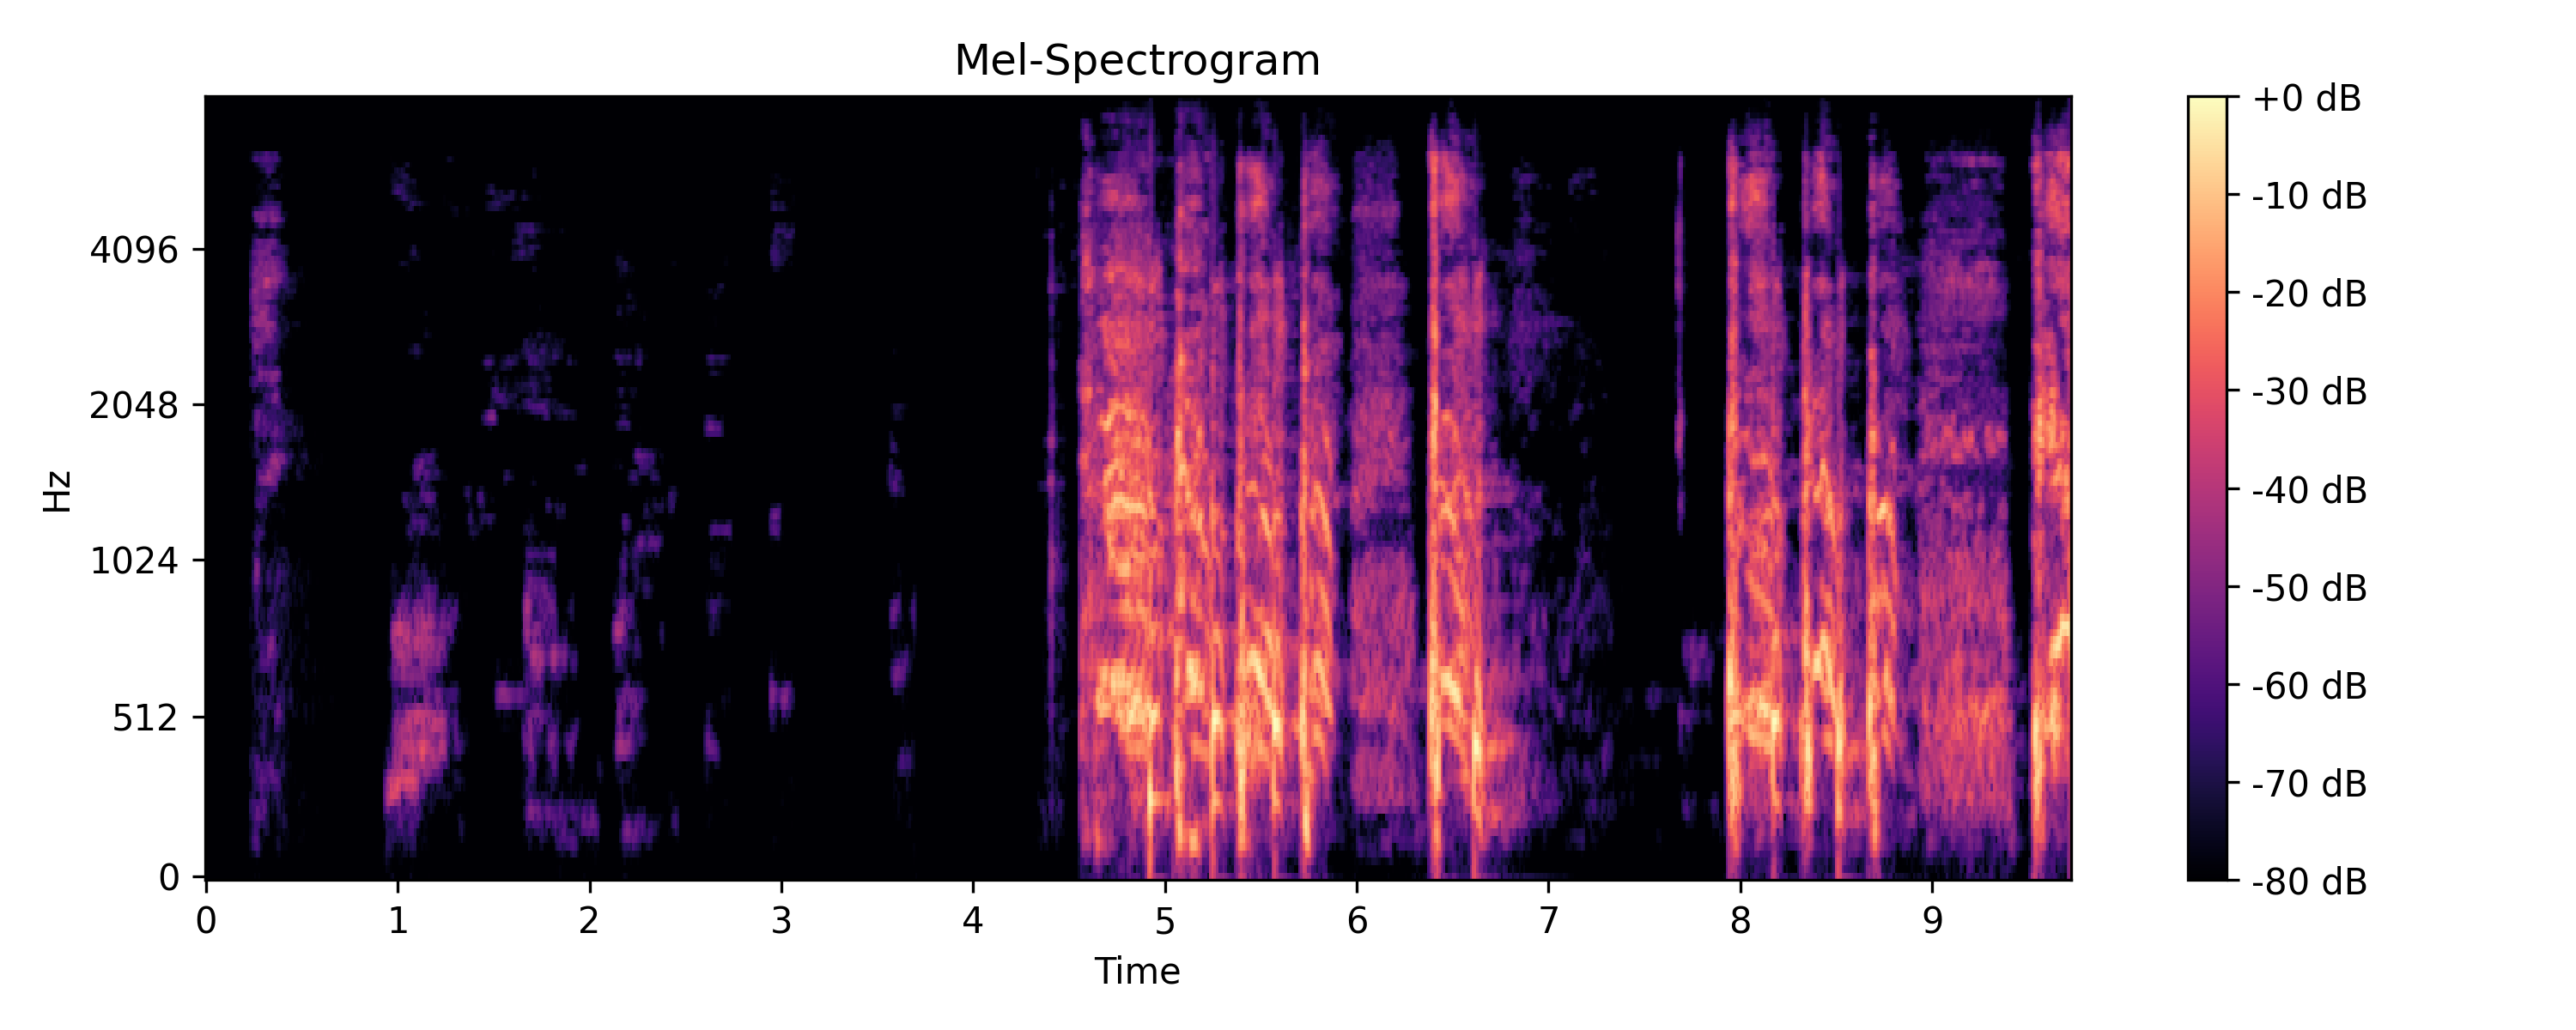 Mel-Spectrogram
+0 dB
-10 dB
-20 dB
-30 dB
-40 dB
-50 dB
-60 dB
-70 dB
-80 dB
Hz
4096
2048
1024
512
0
0 1 2 3 4 5 6 7 8 9
Time